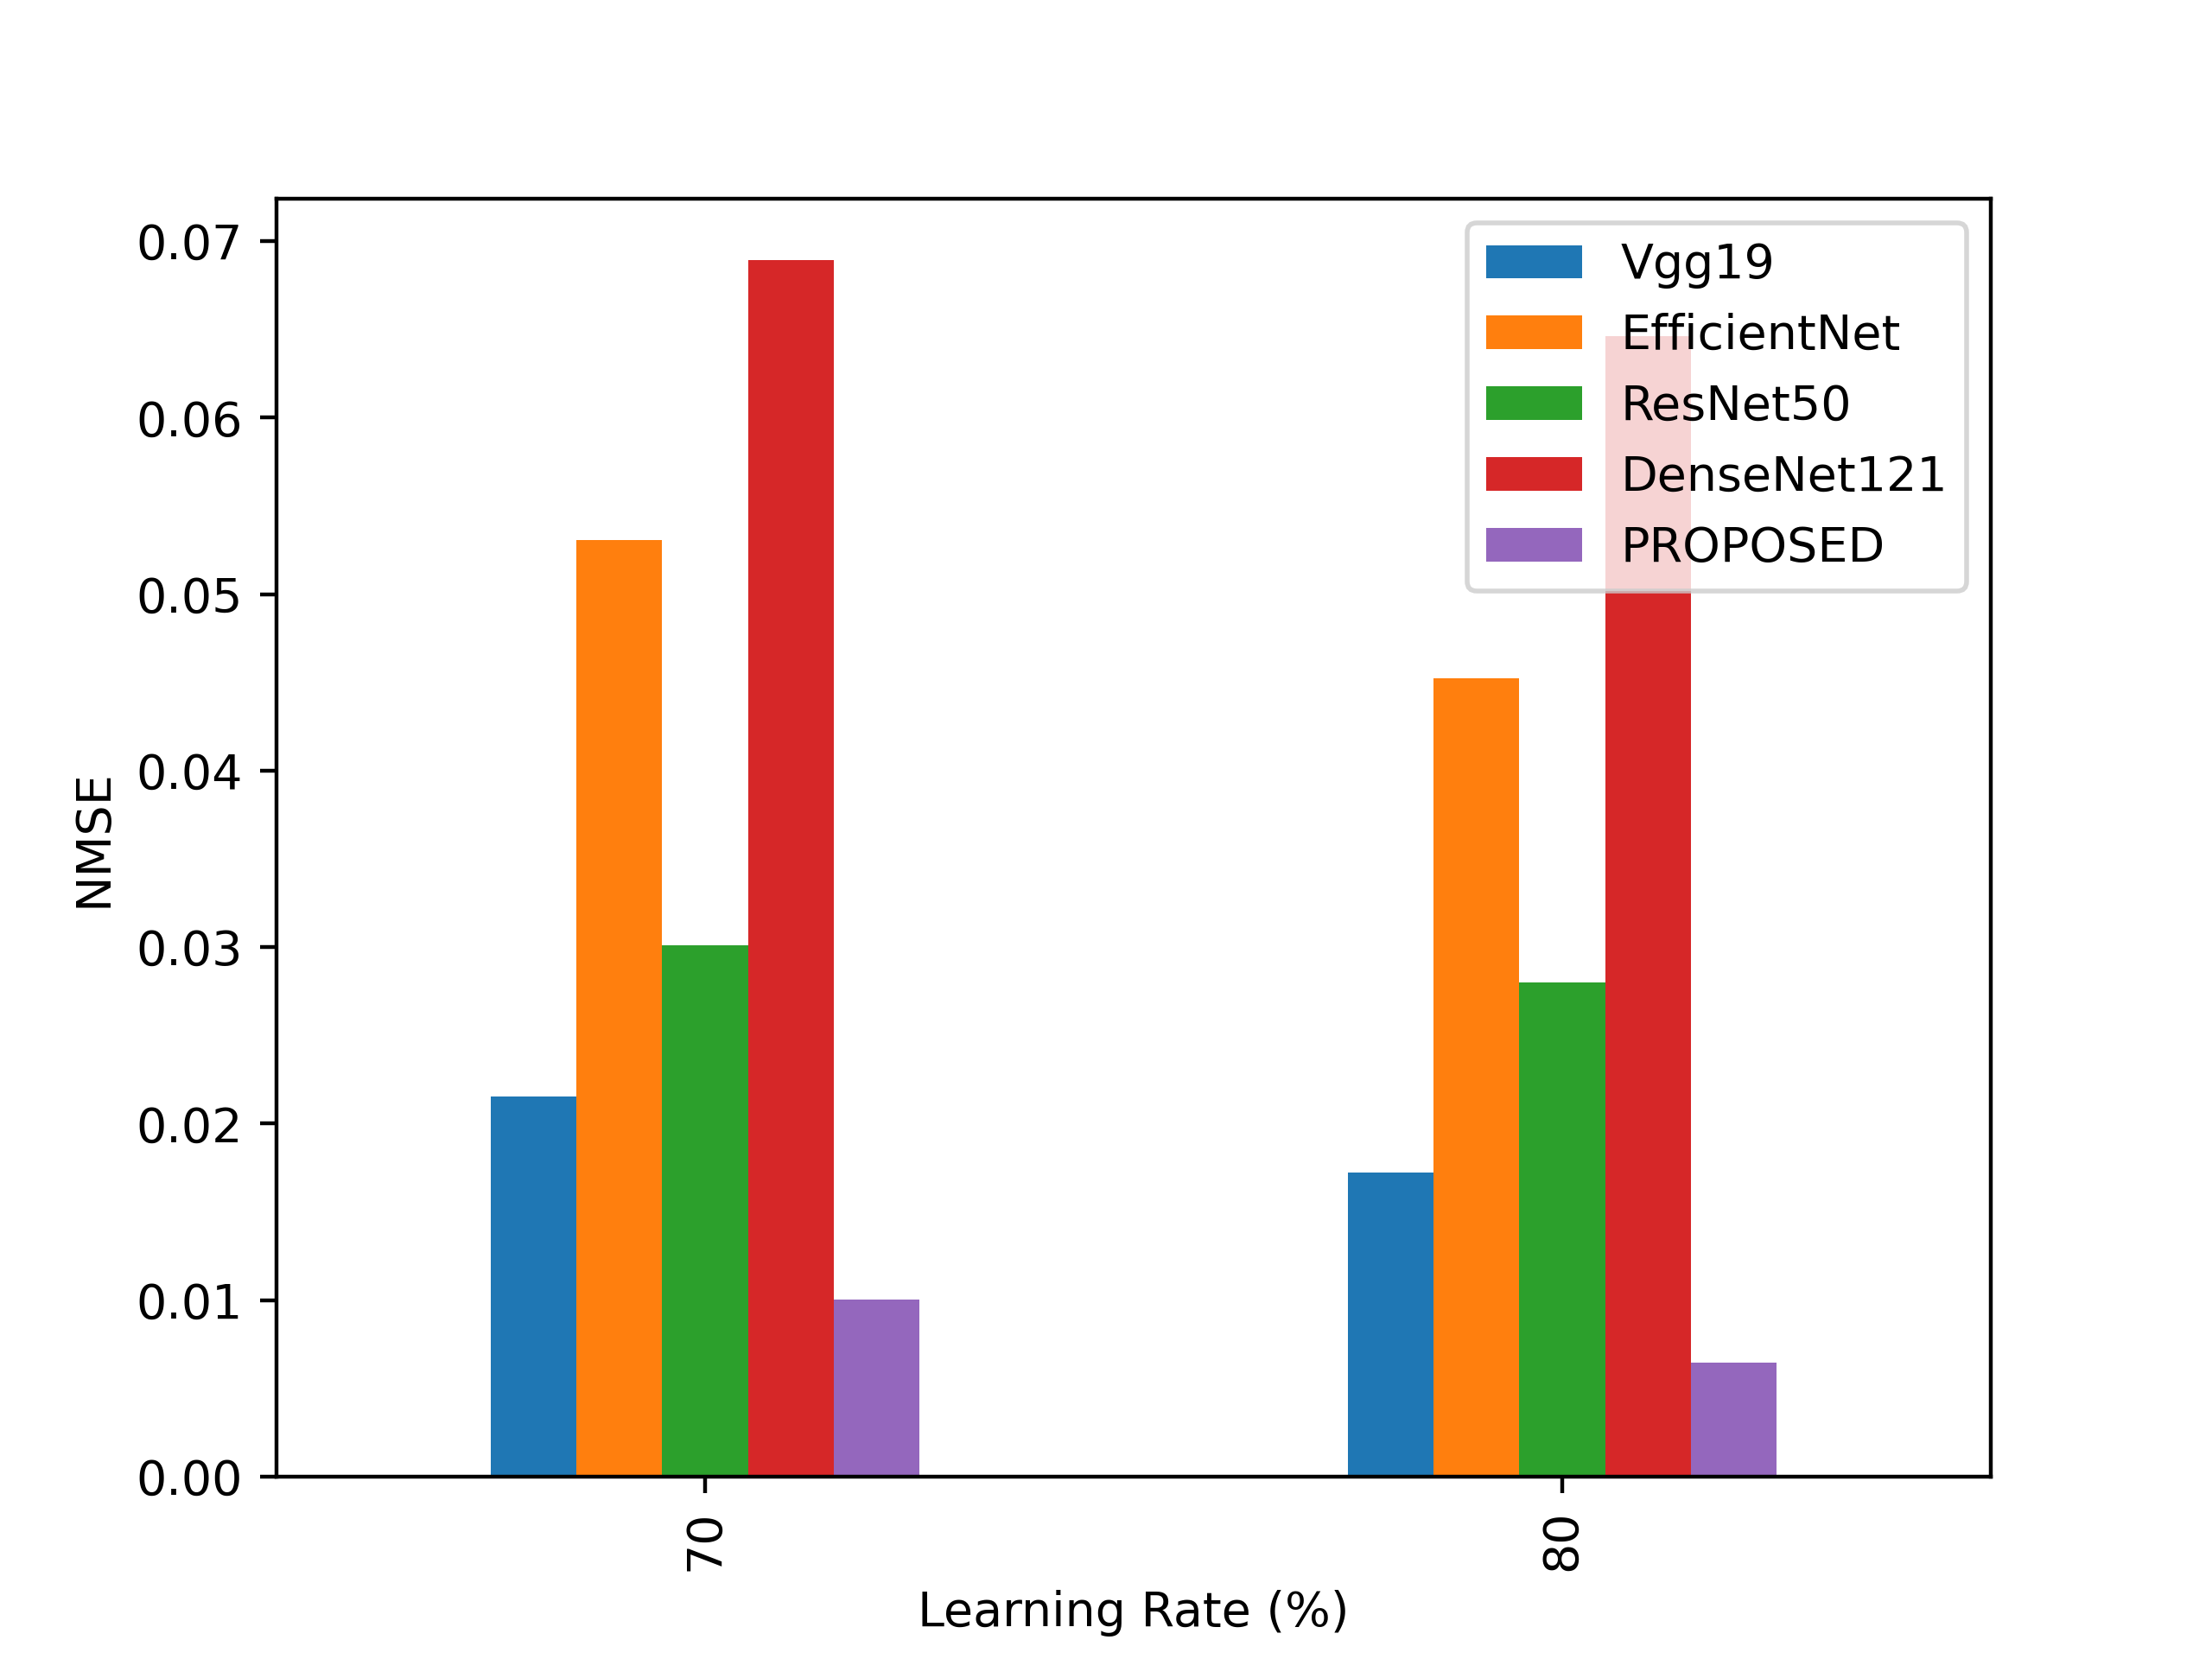 0.07
0.06
0.05
0.04
0.03
0.02
0.01
0.00
NMSE
Vgg19
EfficientNet
ResNet50
DenseNet121
PROPOSED
70
80
Learning Rate (%)